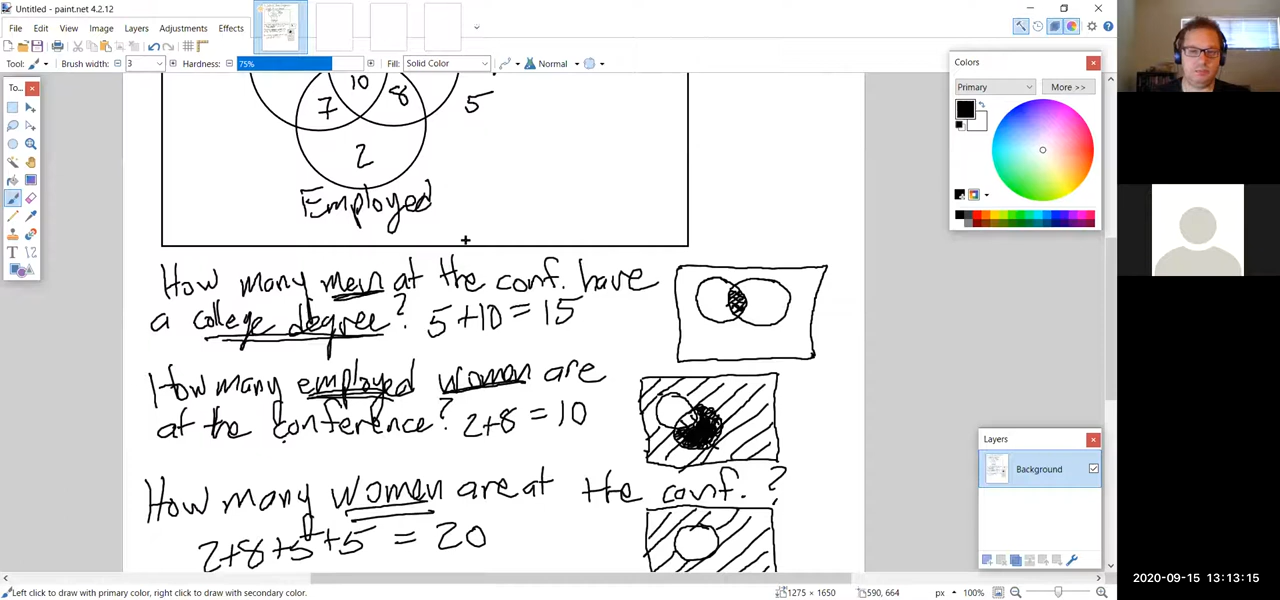 Untitled - paint.net 4.2.12
File Edit View Image Layers Adjustments Effects
Tool: Brush width: 3 Hardness: 75% Fill: Solid Color Normal
To...
10
7 8 5
2
Employed
How many men at the conf. have
a college degree? 5+10=15
How many employed women are
at the conference? 2+8=10
How many women are at the conf.?
2+8+5+5=20
Colors
Primary More >>
Layers
Background
Left click to draw with primary color, right click to draw with secondary color.
1275 × 1650 590, 664 px 100%
2020-09-15 13:13:15